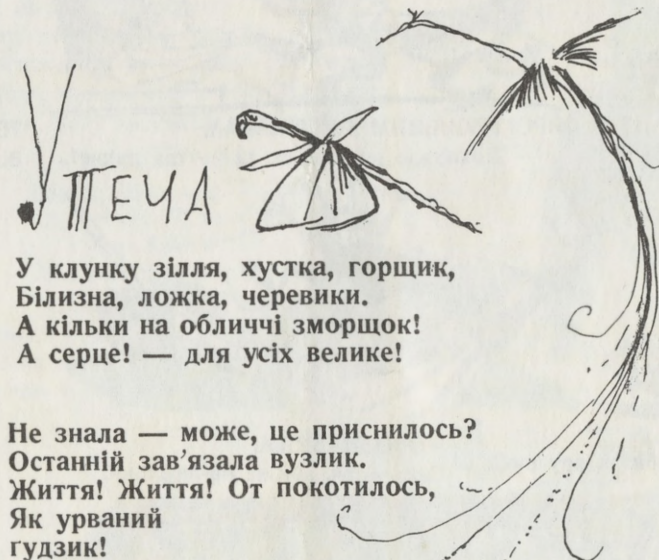 УТЕЧА
У клунку зілля, хустка, горщик,
Білизна, ложка, черевики.
А кільки на обличчі зморщок!
А серце! — для усіх велике!
Не знала — може, це приснилось?
Останній зав'язала вузлик.
Життя! Життя! От покотилось,
Як урваний
ґудзик!